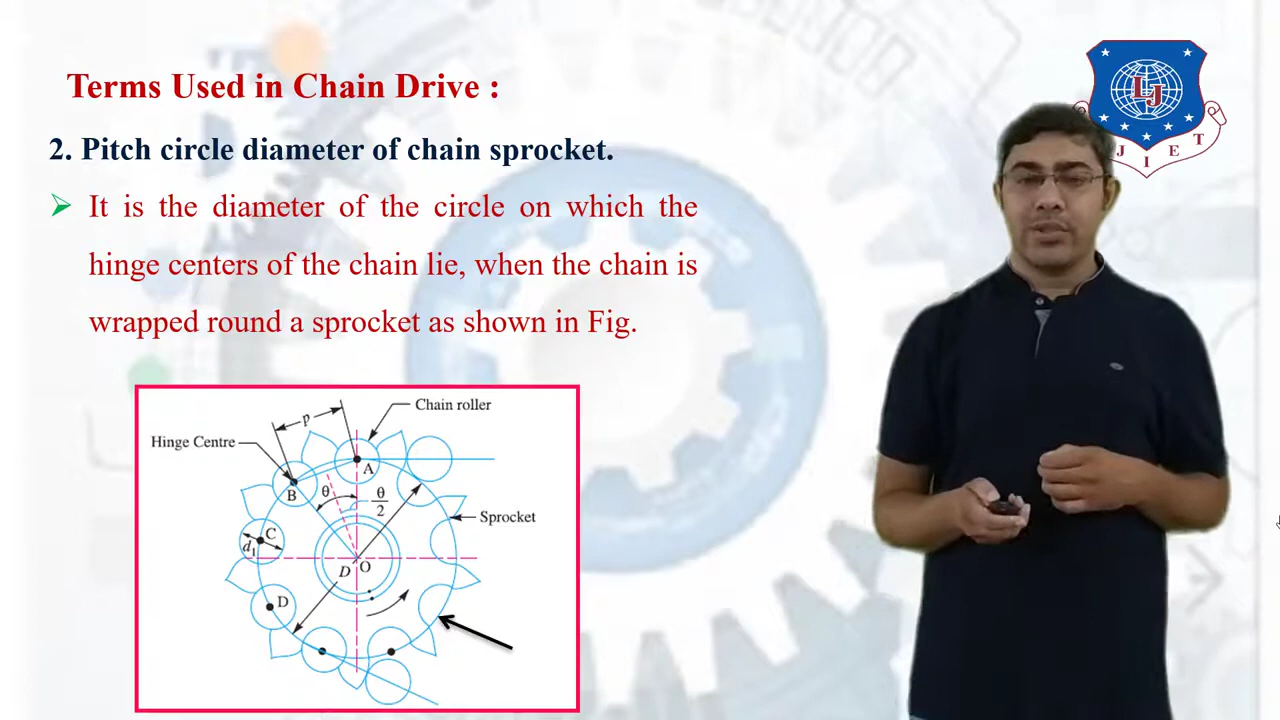 Terms Used in Chain Drive :
2. Pitch circle diameter of chain sprocket.
It is the diameter of the circle on which the
hinge centers of the chain lie, when the chain is
wrapped round a sprocket as shown in Fig.
Chain roller
p
Hinge Centre
A
B
θ
θ
2
Sprocket
C
d1
D O
D
LJ
J I E T